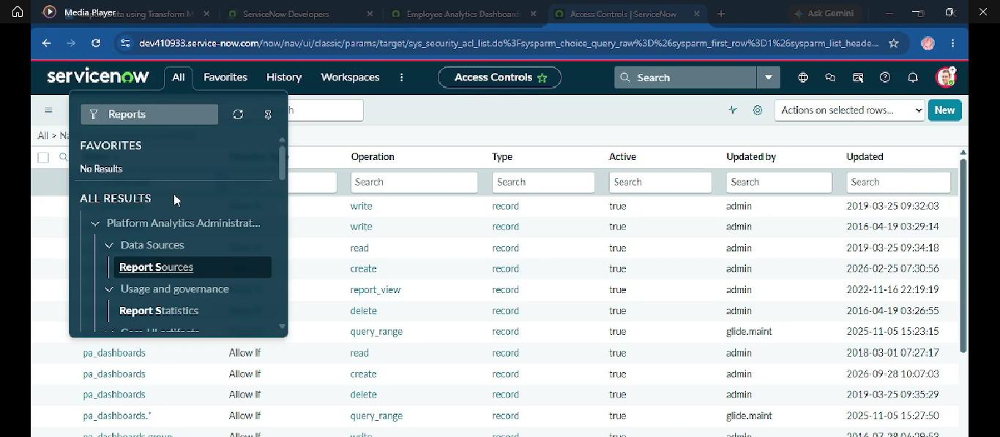 Media Player
ata using Transform M
ServiceNow Developers
Employee Analytics Dashboard
Access Controls | ServiceNow
Ask Gemini
dev410933.service-now.com/now/nav/ui/classic/params/target/sys_security_acl_list.do%3Fsysparm_choice_query_raw%3D%26sysparm_first_row%3D1%26sysparm_list_heade...
servicenow All Favorites History Workspaces Access Controls Search
Reports
Actions on selected rows...
New
All >
FAVORITES
No Results
ALL RESULTS
Platform Analytics Administrat...
Data Sources
Report Sources
Usage and governance
Report Statistics
Operation Type Active Updated by Updated
Search Search Search Search Search
write record true admin 2019-03-25 09:32:03
write record true admin 2016-04-19 03:29:14
read record true admin 2019-03-25 09:34:18
create record true admin 2026-02-25 07:30:56
report_view record true admin 2022-11-16 22:19:19
delete record true admin 2016-04-19 03:26:55
query_range record true glide.maint 2025-11-05 15:23:15
pa_dashboards Allow If read record true admin 2018-03-01 07:27:17
pa_dashboards Allow If create record true admin 2026-09-28 10:07:03
pa_dashboards Allow If delete record true admin 2019-03-25 09:35:29
pa_dashboards.* Allow If query_range record true glide.maint 2025-11-05 15:27:50